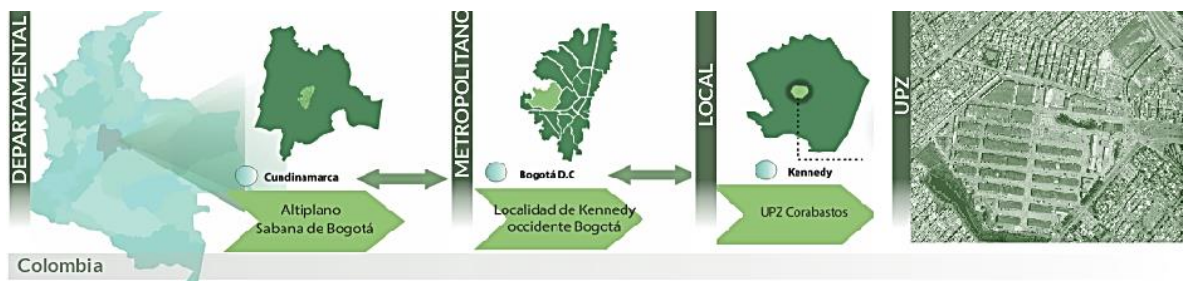 DEPARTAMENTAL
Cundinamarca
Altiplano
Sabana de Bogotá
METROPOLITANO
Bogotá D.C
Localidad de Kennedy
occidente Bogotá
LOCAL
Kennedy
UPZ Corabastos
UPZ
Colombia